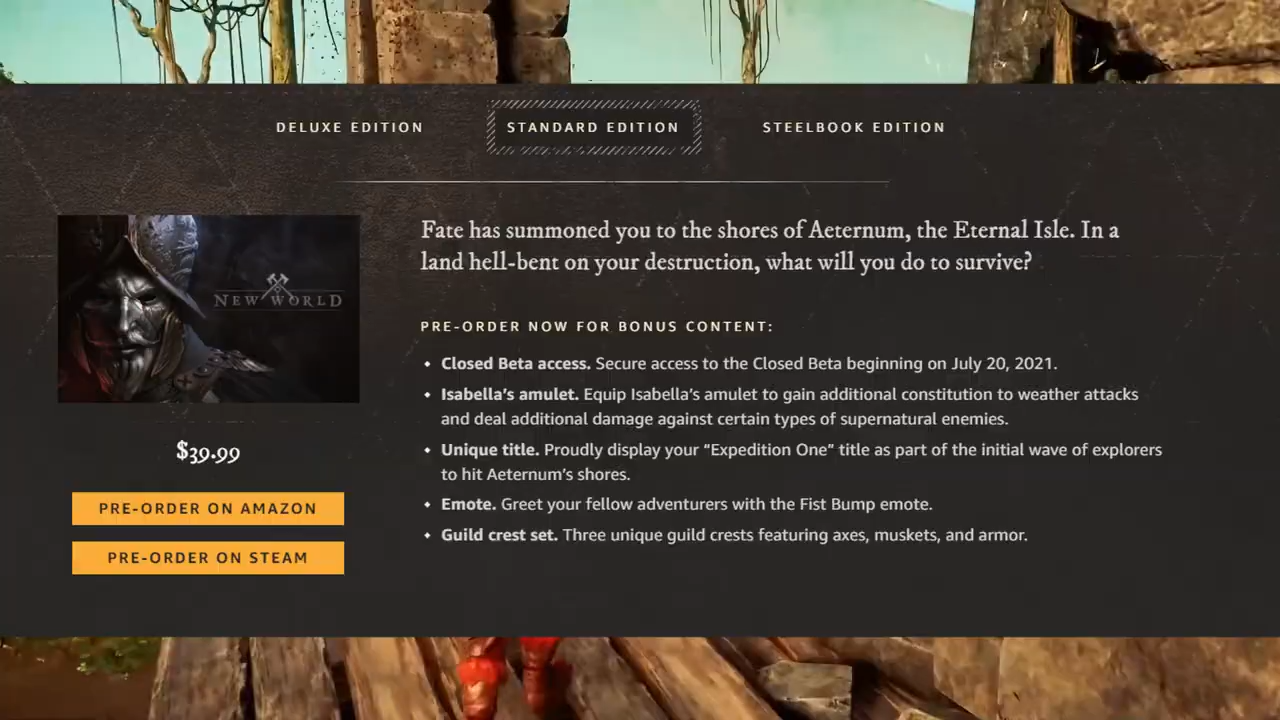 DELUXE EDITION
STANDARD EDITION
STEELBOOK EDITION
NEW WORLD
Fate has summoned you to the shores of Aeternum, the Eternal Isle. In a
land hell-bent on your destruction, what will you do to survive?
PRE-ORDER NOW FOR BONUS CONTENT:
Closed Beta access. Secure access to the Closed Beta beginning on July 20, 2021.
Isabella's amulet. Equip Isabella's amulet to gain additional constitution to weather attacks
and deal additional damage against certain types of supernatural enemies.
Unique title. Proudly display your “Expedition One” title as part of the initial wave of explorers
to hit Aeternum's shores.
Emote. Greet your fellow adventurers with the Fist Bump emote.
Guild crest set. Three unique guild crests featuring axes, muskets, and armor.
$39.99
PRE-ORDER ON AMAZON
PRE-ORDER ON STEAM